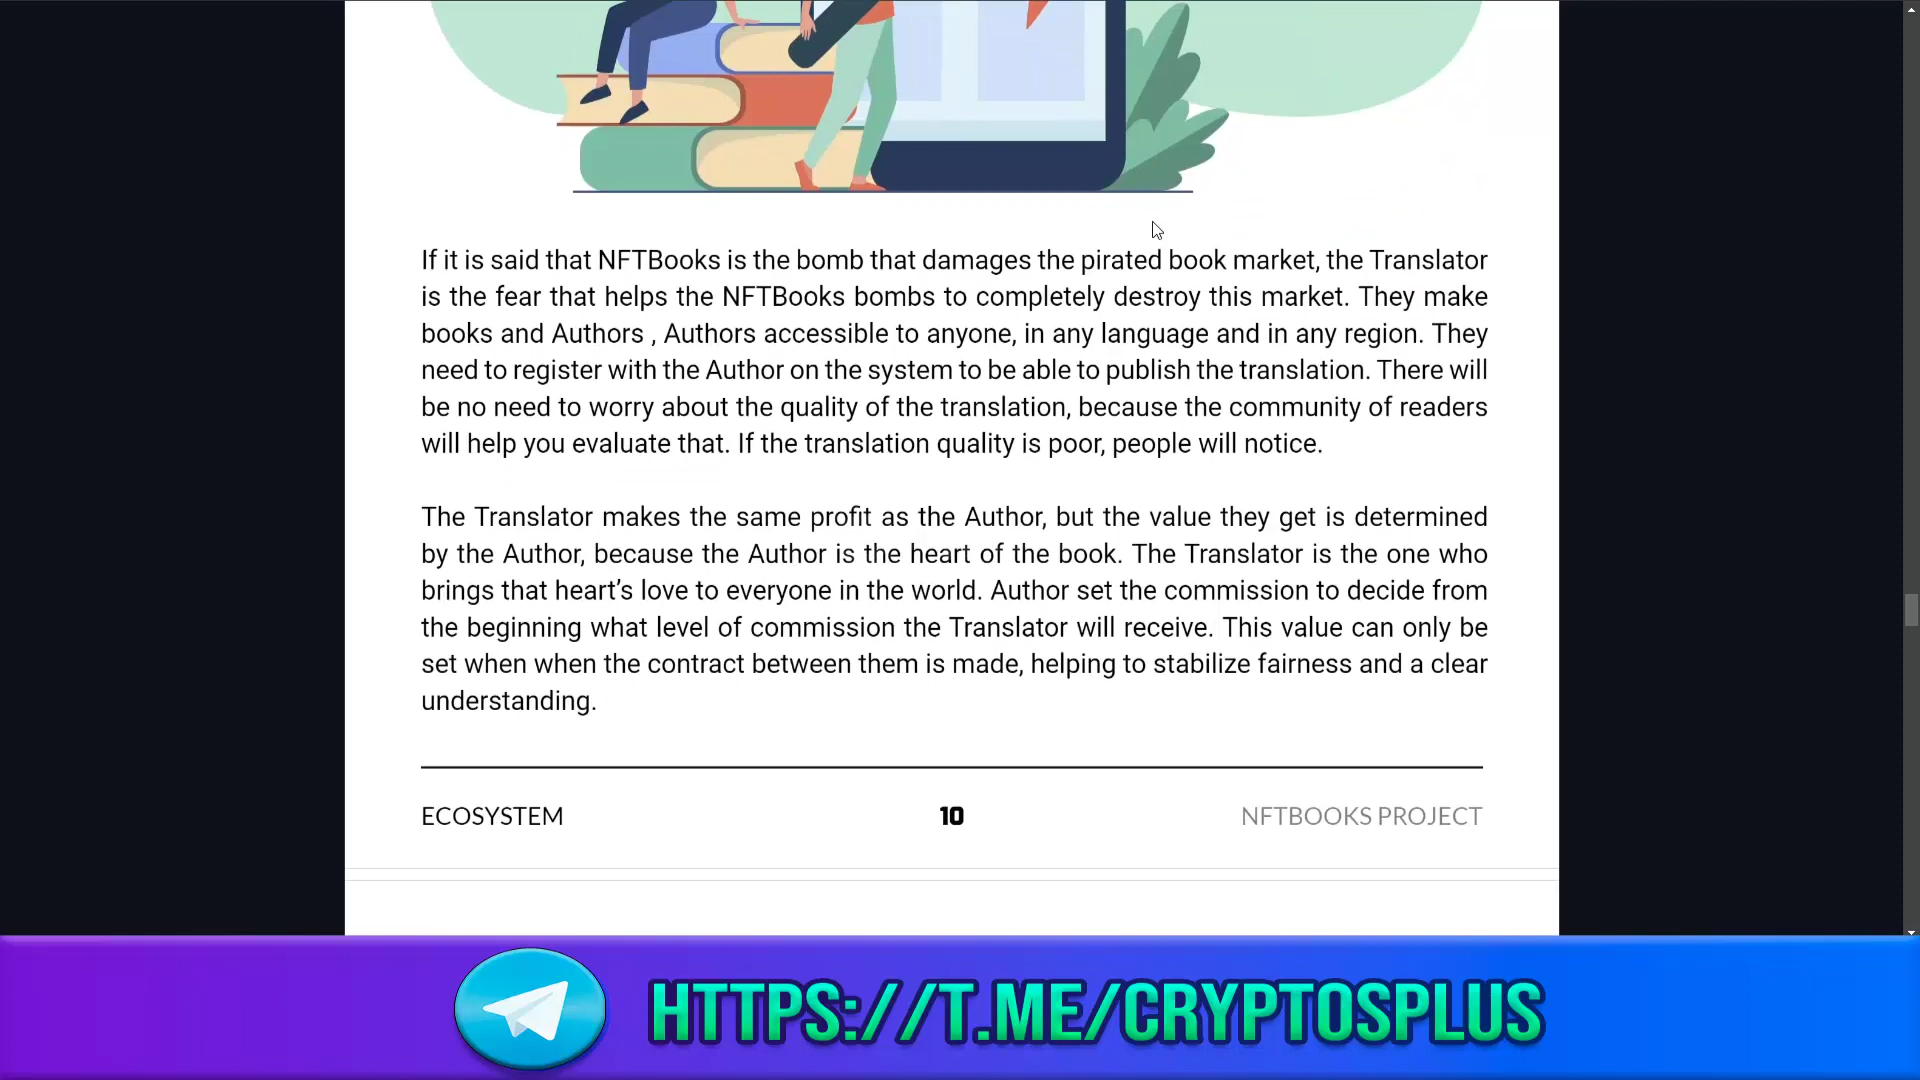 If it is said that NFTBooks is the bomb that damages the pirated book market, the Translator
is the fear that helps the NFTBooks bombs to completely destroy this market. They make
books and Authors , Authors accessible to anyone, in any language and in any region. They
need to register with the Author on the system to be able to publish the translation. There will
be no need to worry about the quality of the translation, because the community of readers
will help you evaluate that. If the translation quality is poor, people will notice.
The Translator makes the same profit as the Author, but the value they get is determined
by the Author, because the Author is the heart of the book. The Translator is the one who
brings that heart’s love to everyone in the world. Author set the commission to decide from
the beginning what level of commission the Translator will receive. This value can only be
set when when the contract between them is made, helping to stabilize fairness and a clear
understanding.
ECOSYSTEM 10 NFTBOOKS PROJECT
HTTPS://T.ME/CRYPTOSPLUS